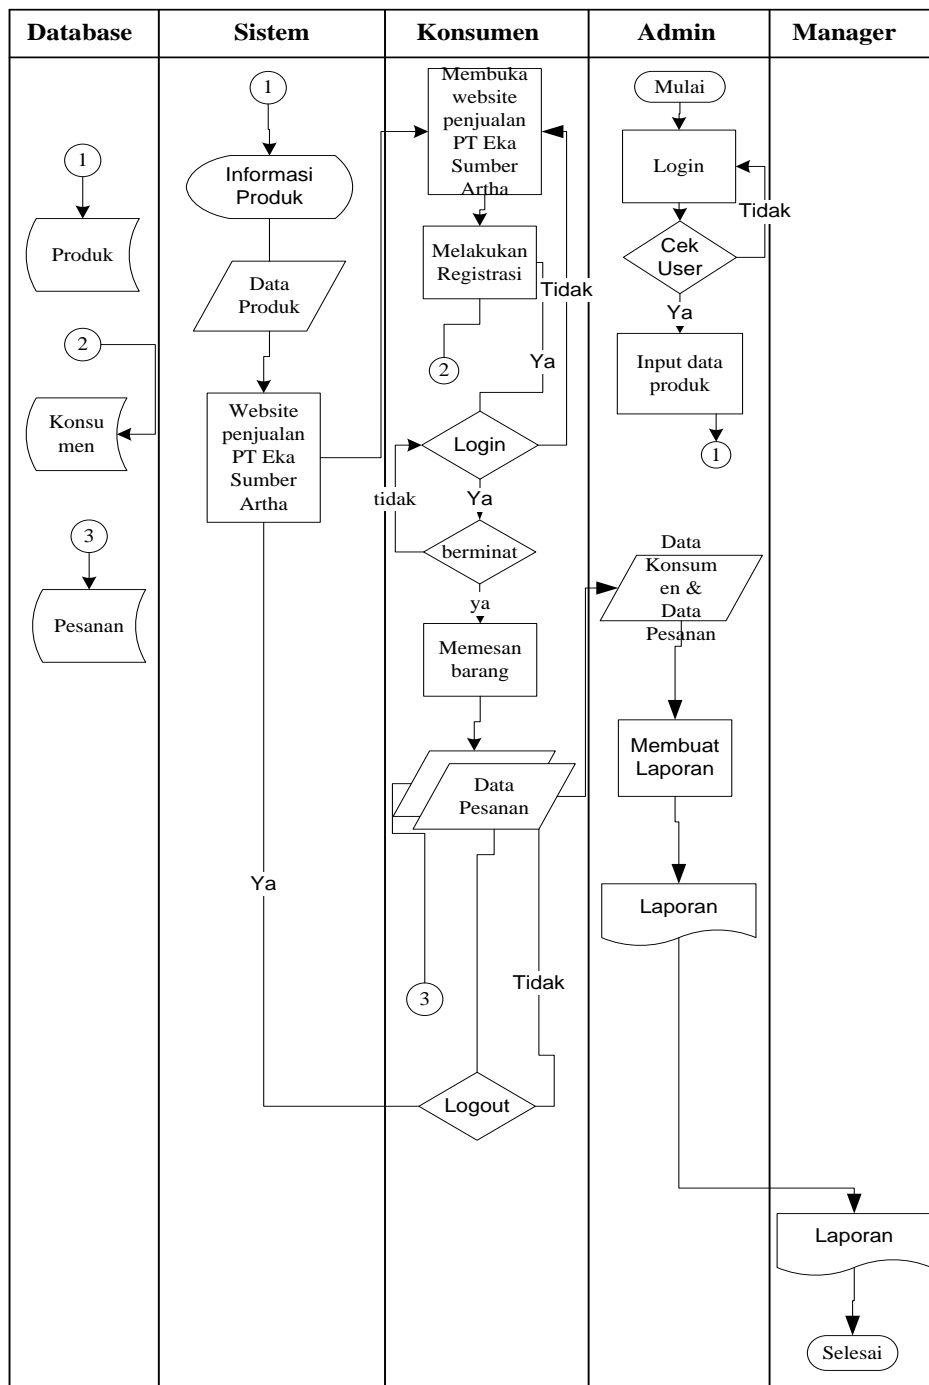 Database
Sistem
Konsumen
Admin
Manager
1
Produk
2
Konsu
men
3
Pesanan
1
Informasi
Produk
Data
Produk
Website
penjualan
PT Eka
Sumber
Artha
Ya
Membuka
website
penjualan
PT Eka
Sumber
Artha
Melakukan
Registrasi
Tidak
2
Ya
Login
tidak
Ya
berminat
ya
Memesan
barang
Data
Pesanan
3
Tidak
Logout
Mulai
Login
Tidak
Cek
User
Ya
Input data
produk
1
Data
Konsum
en &
Data
Pesanan
Membuat
Laporan
Laporan
Laporan
Selesai